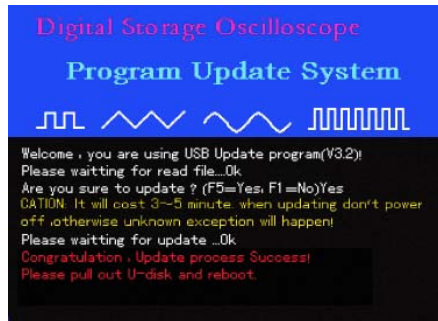 Digital Storage Oscilloscope
Program Update System
Welcome , you are using USB Update program(V3.2)!
Please waitting for read file....Ok
Are you sure to update ? (F5=Yes, F1=No)Yes
CATION: It will cost 3~5 minute. when updating don't power
off ,otherwise unknown exception will happen!
Please waitting for update ...Ok
Congratulation , Update process Success!
Please pull out U-disk and reboot.